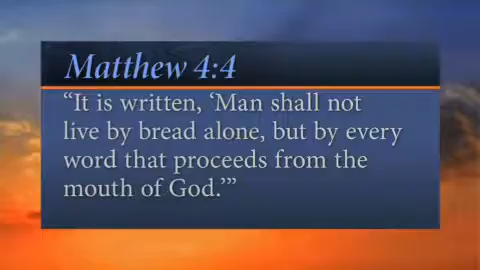 Matthew 4:4
“It is written, ‘Man shall not
live by bread alone, but by every
word that proceeds from the
mouth of God.’”